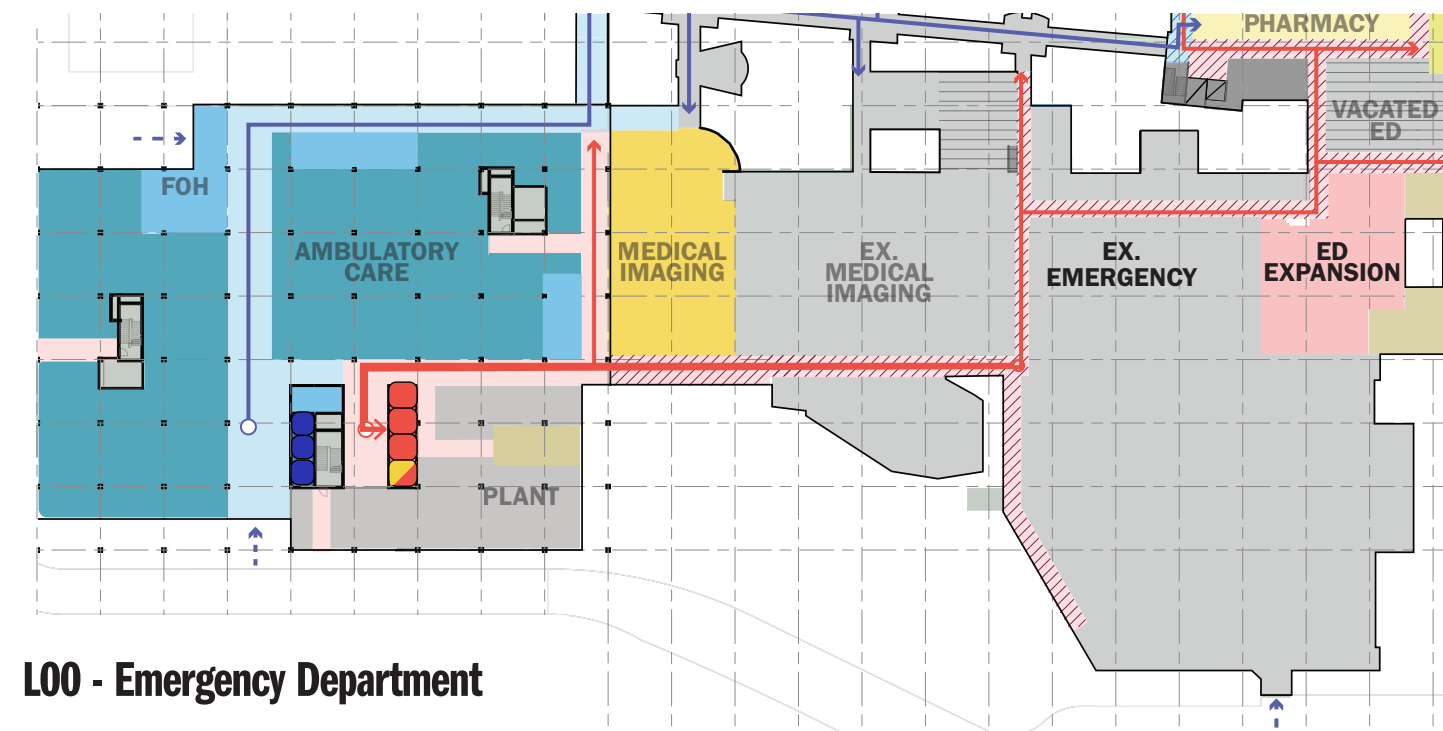 PHARMACY
VACATED
ED
FOH
AMBULATORY
CARE
MEDICAL
IMAGING
EX.
MEDICAL
IMAGING
EX.
EMERGENCY
ED
EXPANSION
PLANT
L00 - Emergency Department